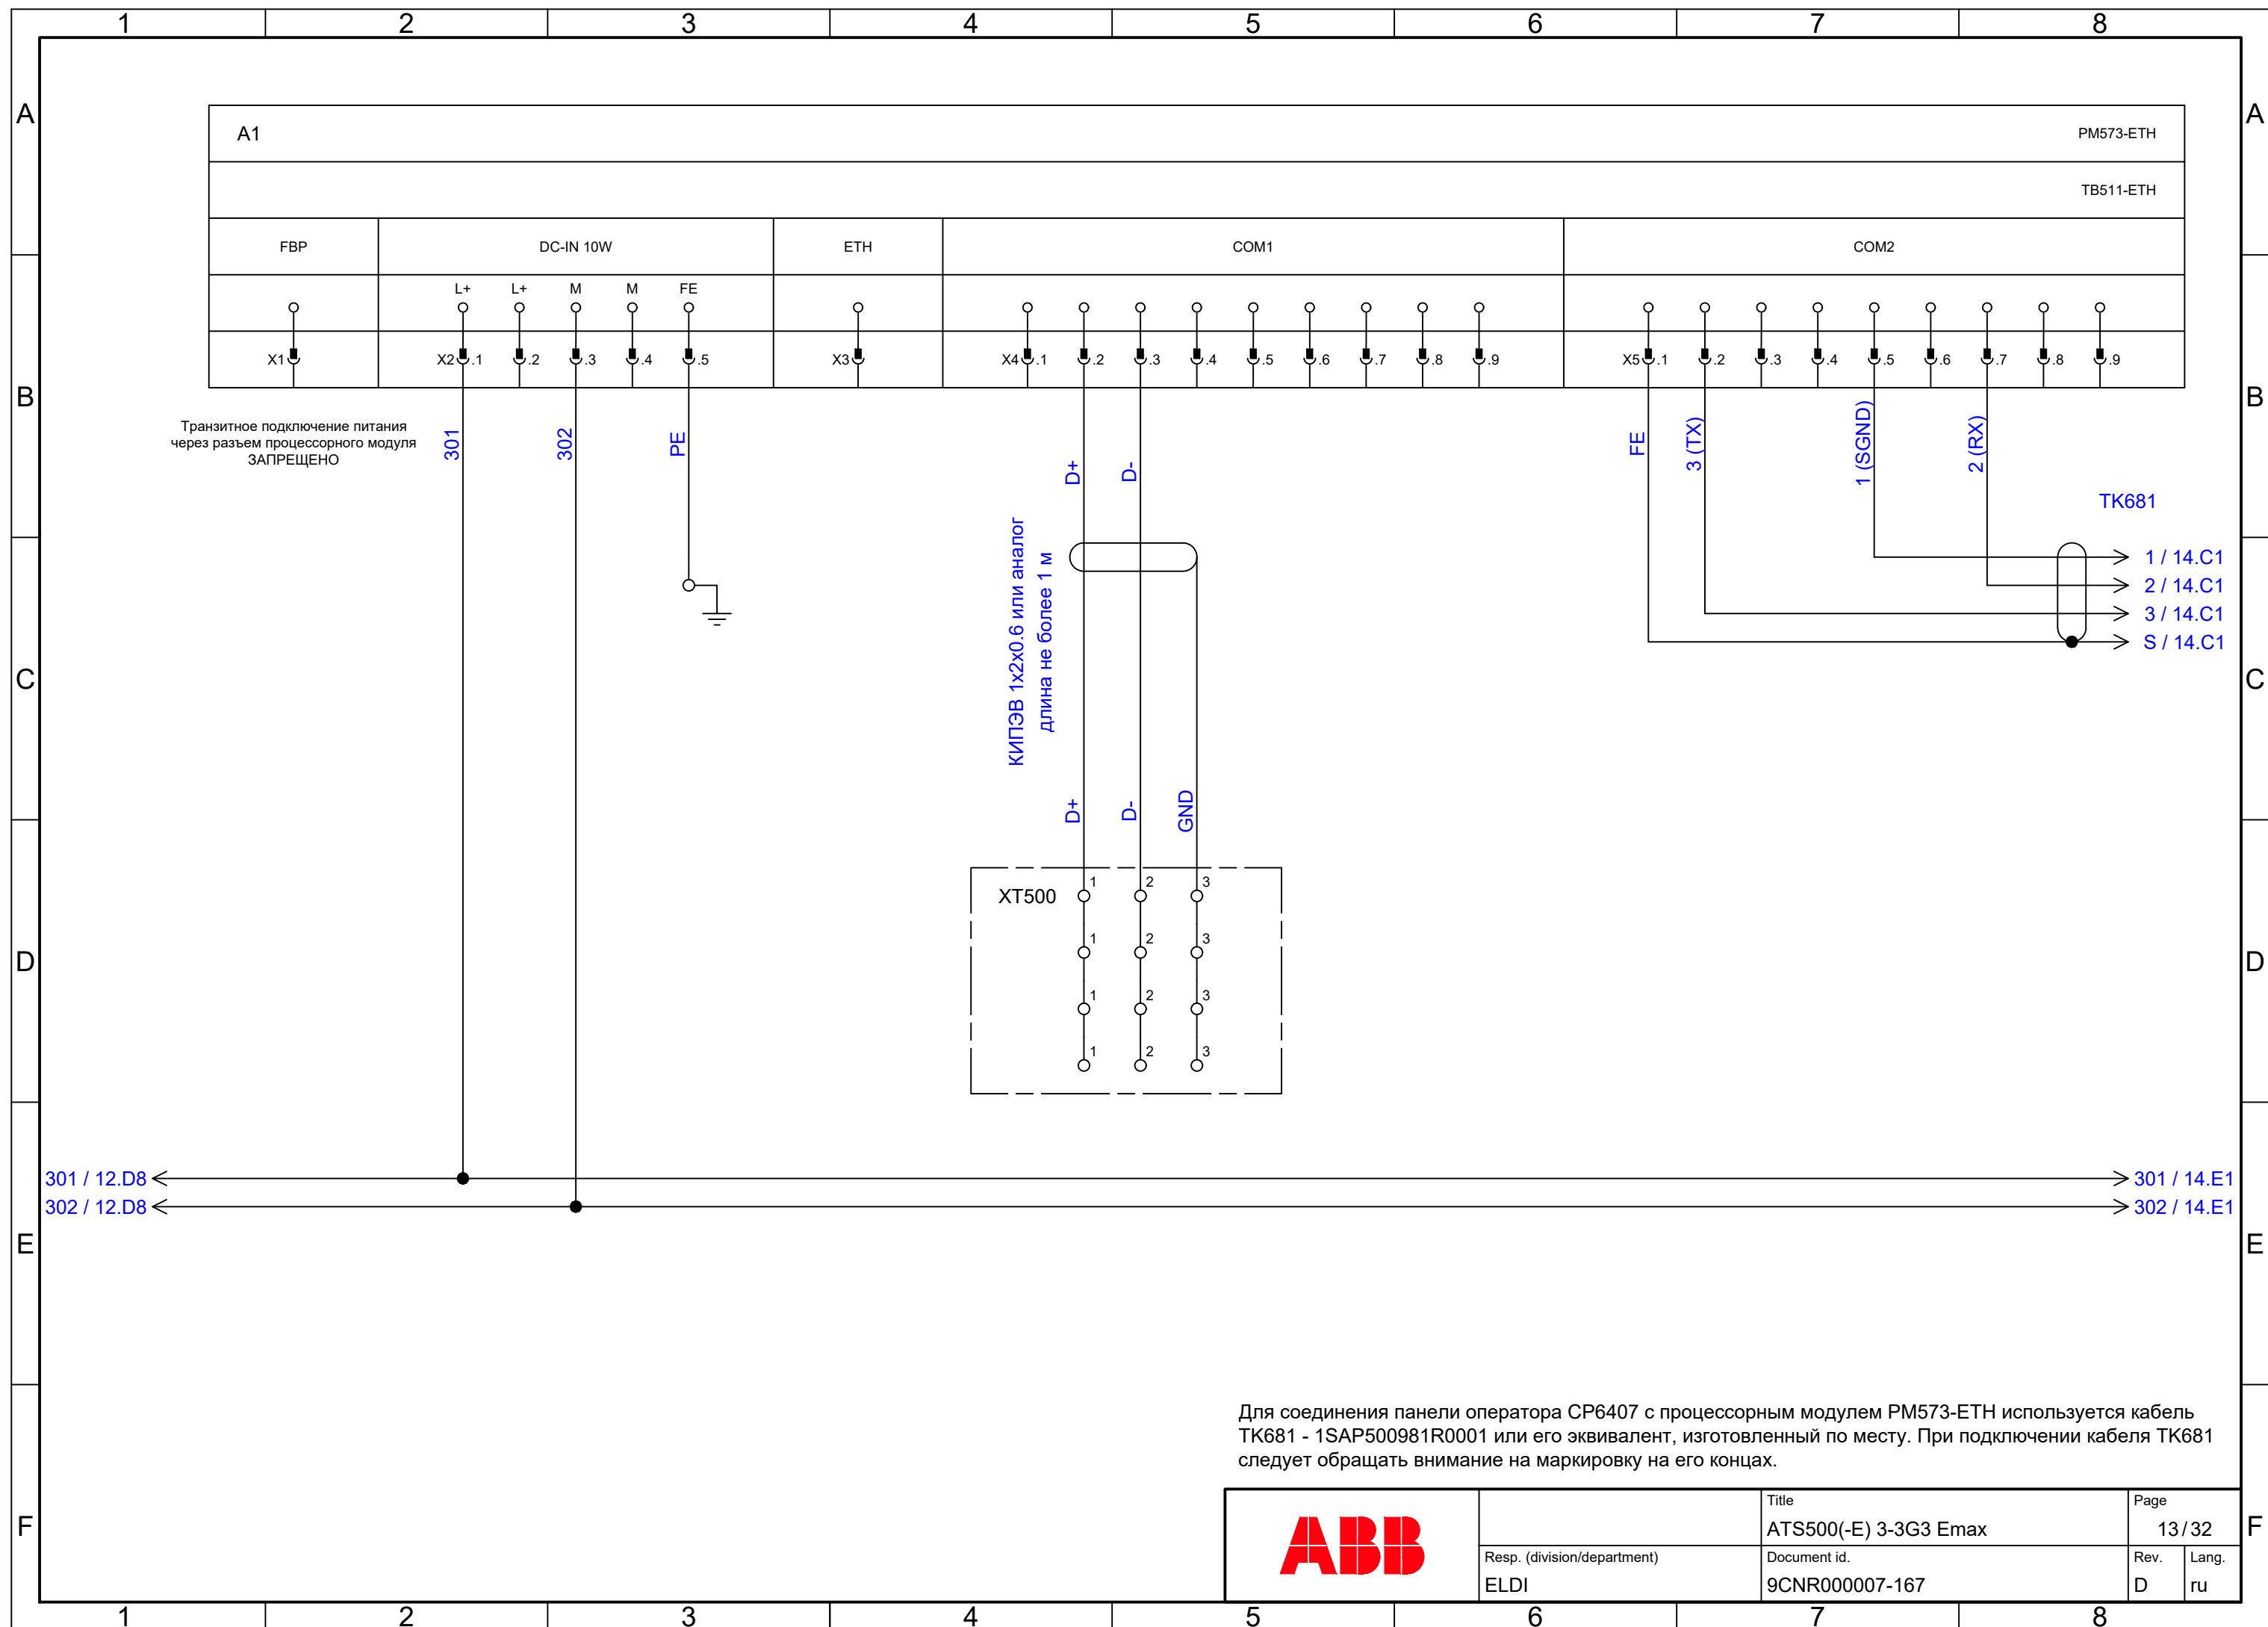 1 2 3 4 5 6 7 8
A A
A1 PM573-ETH
TB511-ETH
FBP DC-IN 10W ETH COM1 COM2
L+ L+ M M FE
X1 X2 .1 .2 .3 .4 .5 X3 X4 .1 .2 .3 .4 .5 .6 .7 .8 .9 X5 .1 .2 .3 .4 .5 .6 .7 .8 .9
B B
Транзитное подключение питания
через разъем процессорного модуля
ЗАПРЕЩЕНО
301
302
PE
D+
D-
FE
3 (TX)
1 (SGND)
2 (RX)
TK681
1 / 14.C1
2 / 14.C1
3 / 14.C1
S / 14.C1
КИПЭВ 1x2x0.6 или аналог
длина не более 1 м
C C
D+
D-
GND
XT500 1 2 3
1 2 3
1 2 3
1 2 3
D D
301 / 12.D8 301 / 14.E1
302 / 12.D8 302 / 14.E1
E E
Для соединения панели оператора CP6407 с процессорным модулем PM573-ETH используется кабель
TK681 - 1SAP500981R0001 или его эквивалент, изготовленный по месту. При подключении кабеля TK681
следует обращать внимание на маркировку на его концах.
F F
ABB
Title
ATS500(-E) 3-3G3 Emax
Page
13/32
Resp. (division/department)
ELDI
Document id.
9CNR000007-167
Rev.
D
Lang.
ru
1 2 3 4 5 6 7 8